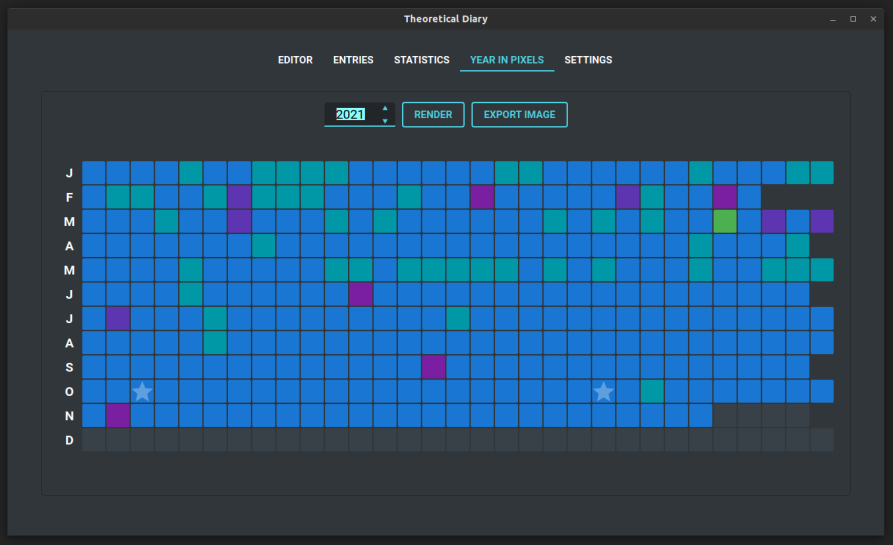 Theoretical Diary
EDITOR ENTRIES STATISTICS YEAR IN PIXELS SETTINGS
2021 RENDER EXPORT IMAGE
J
F
M
A
M
J
J
A
S
O
N
D